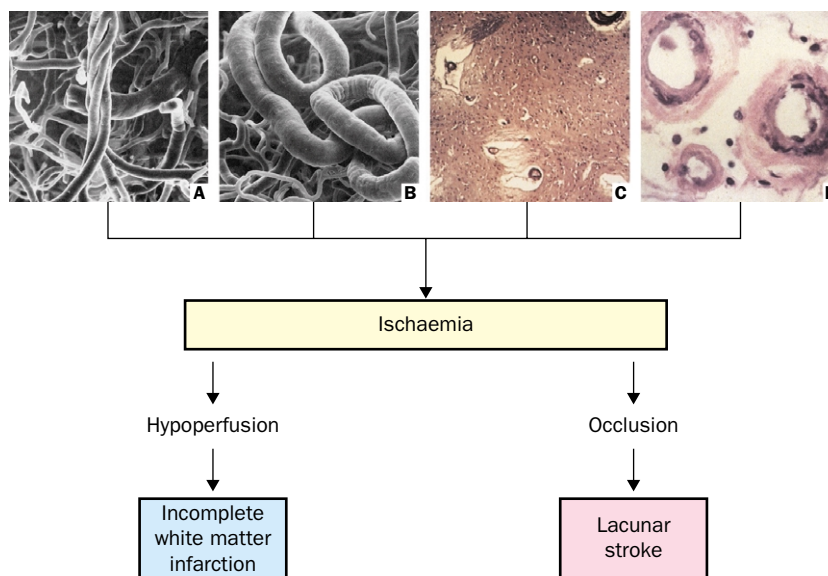 A
B
C
Ischaemia
Hypoperfusion
Occlusion
Incomplete
white matter
infarction
Lacunar
stroke